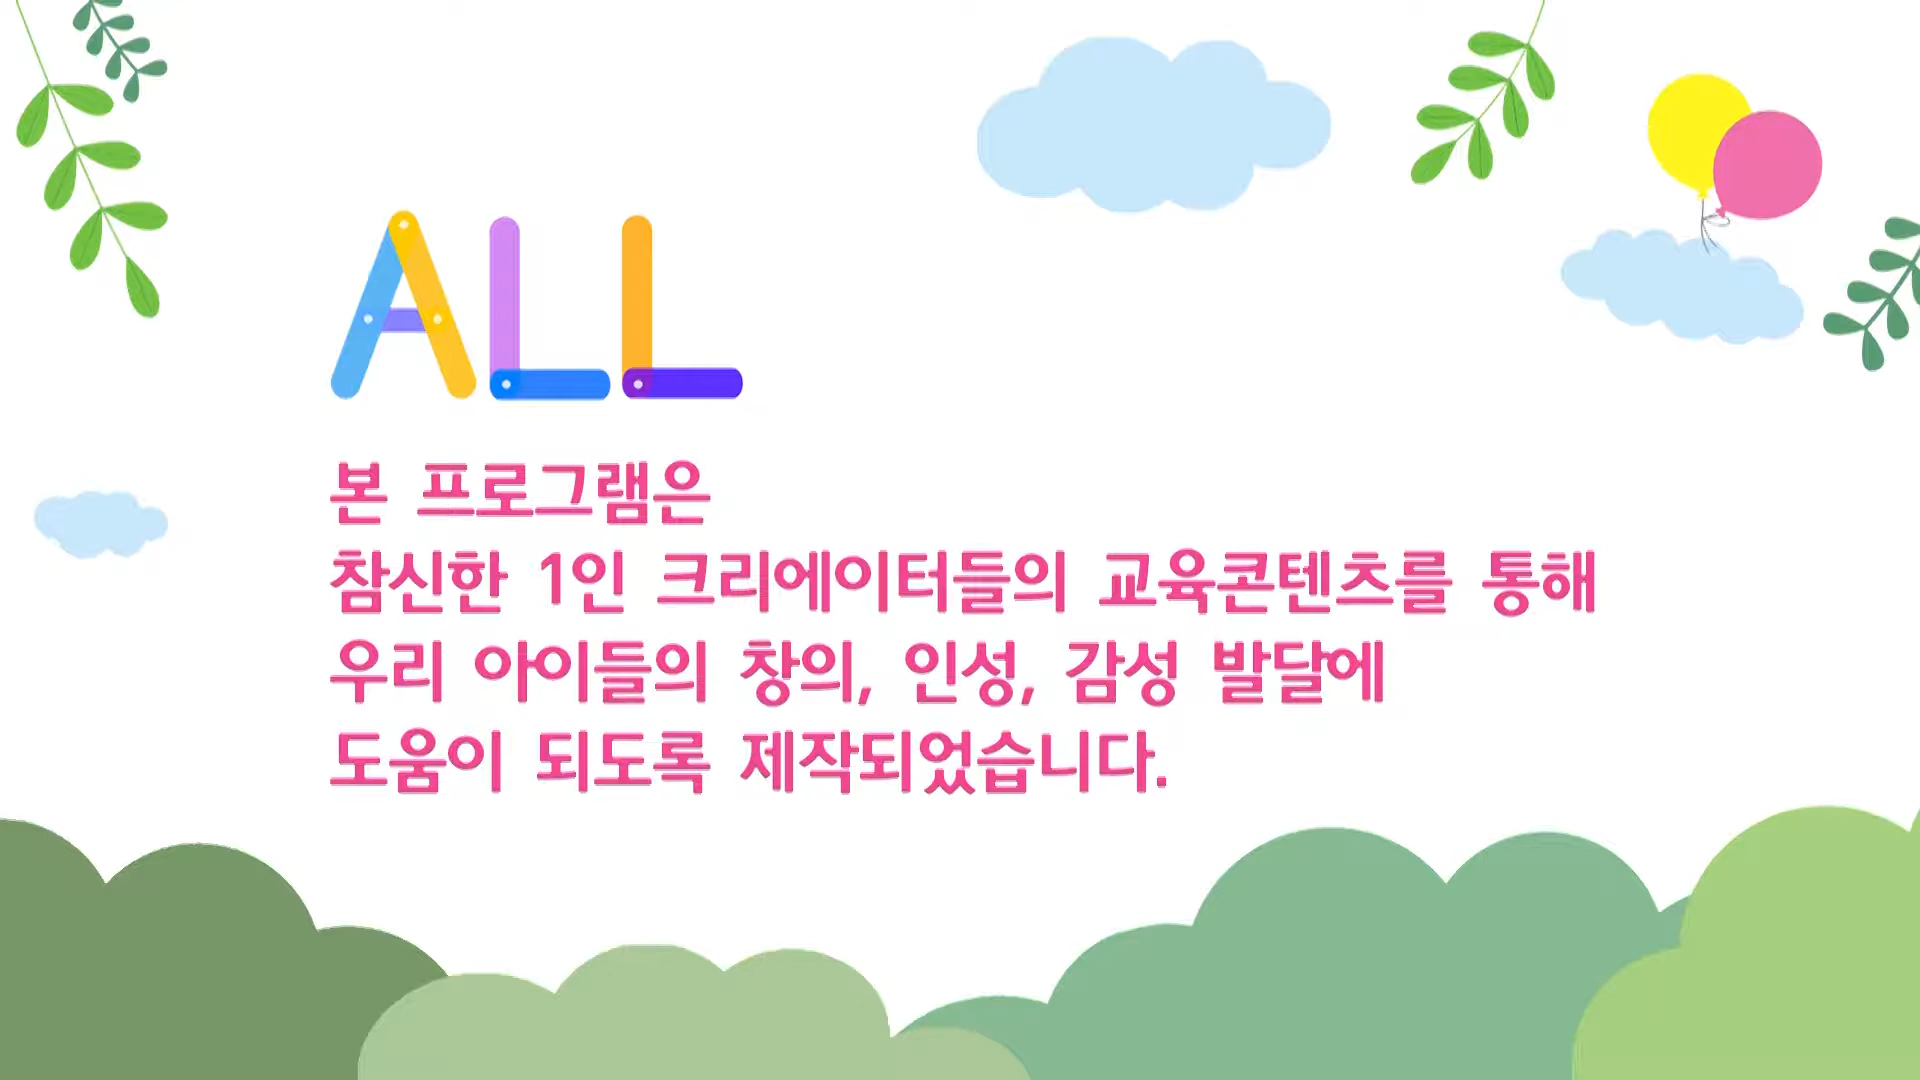 ALL
본 프로그램은
참신한 1인 크리에이터들의 교육콘텐츠를 통해
우리 아이들의 창의, 인성, 감성 발달에
도움이 되도록 제작되었습니다.